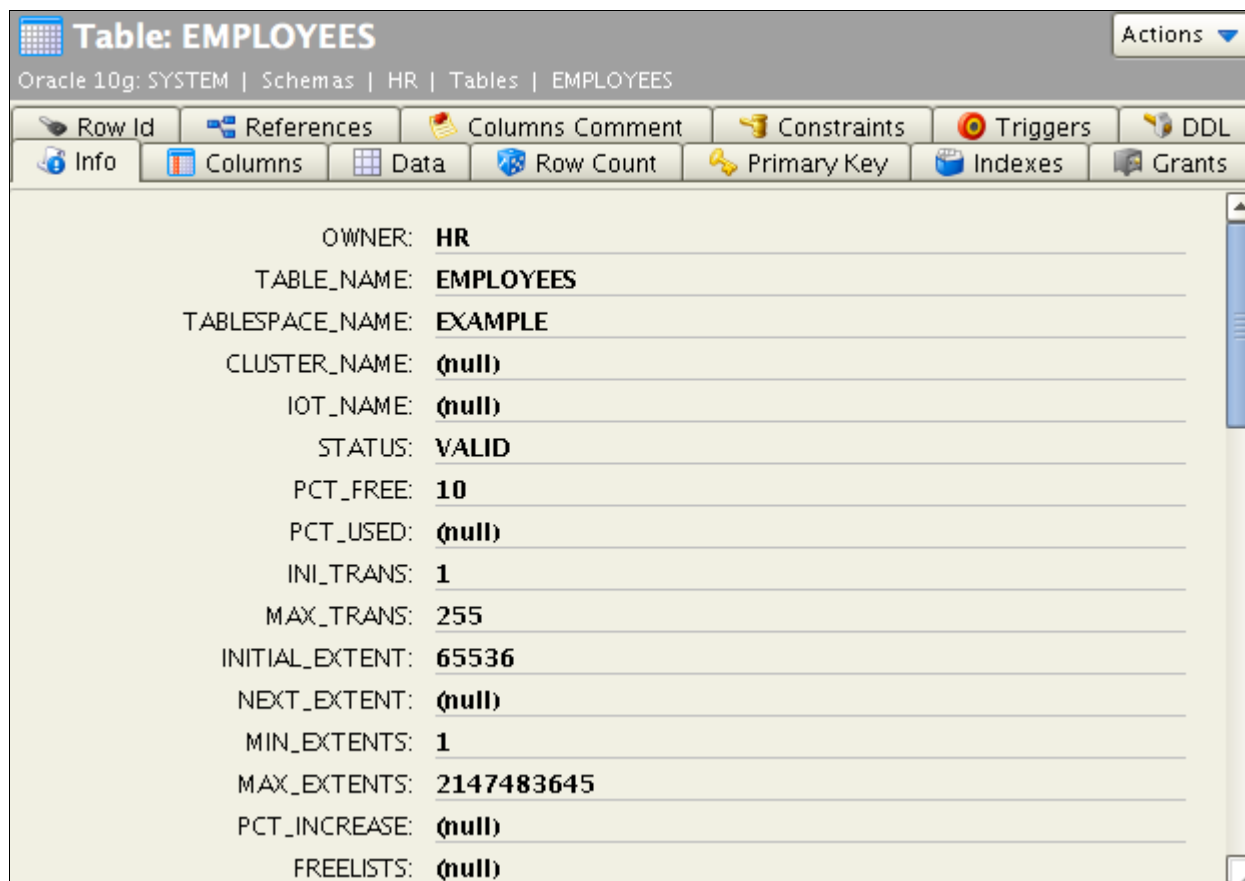 Table: EMPLOYEES
Actions
Oracle 10g: SYSTEM | Schemas | HR | Tables | EMPLOYEES
Row Id References Columns Comment Constraints Triggers DDL
Info Columns Data Row Count Primary Key Indexes Grants
OWNER: HR
TABLE_NAME: EMPLOYEES
TABLESPACE_NAME: EXAMPLE
CLUSTER_NAME: (null)
IOT_NAME: (null)
STATUS: VALID
PCT_FREE: 10
PCT_USED: (null)
INI_TRANS: 1
MAX_TRANS: 255
INITIAL_EXTENT: 65536
NEXT_EXTENT: (null)
MIN_EXTENTS: 1
MAX_EXTENTS: 2147483645
PCT_INCREASE: (null)
FREELISTS: (null)